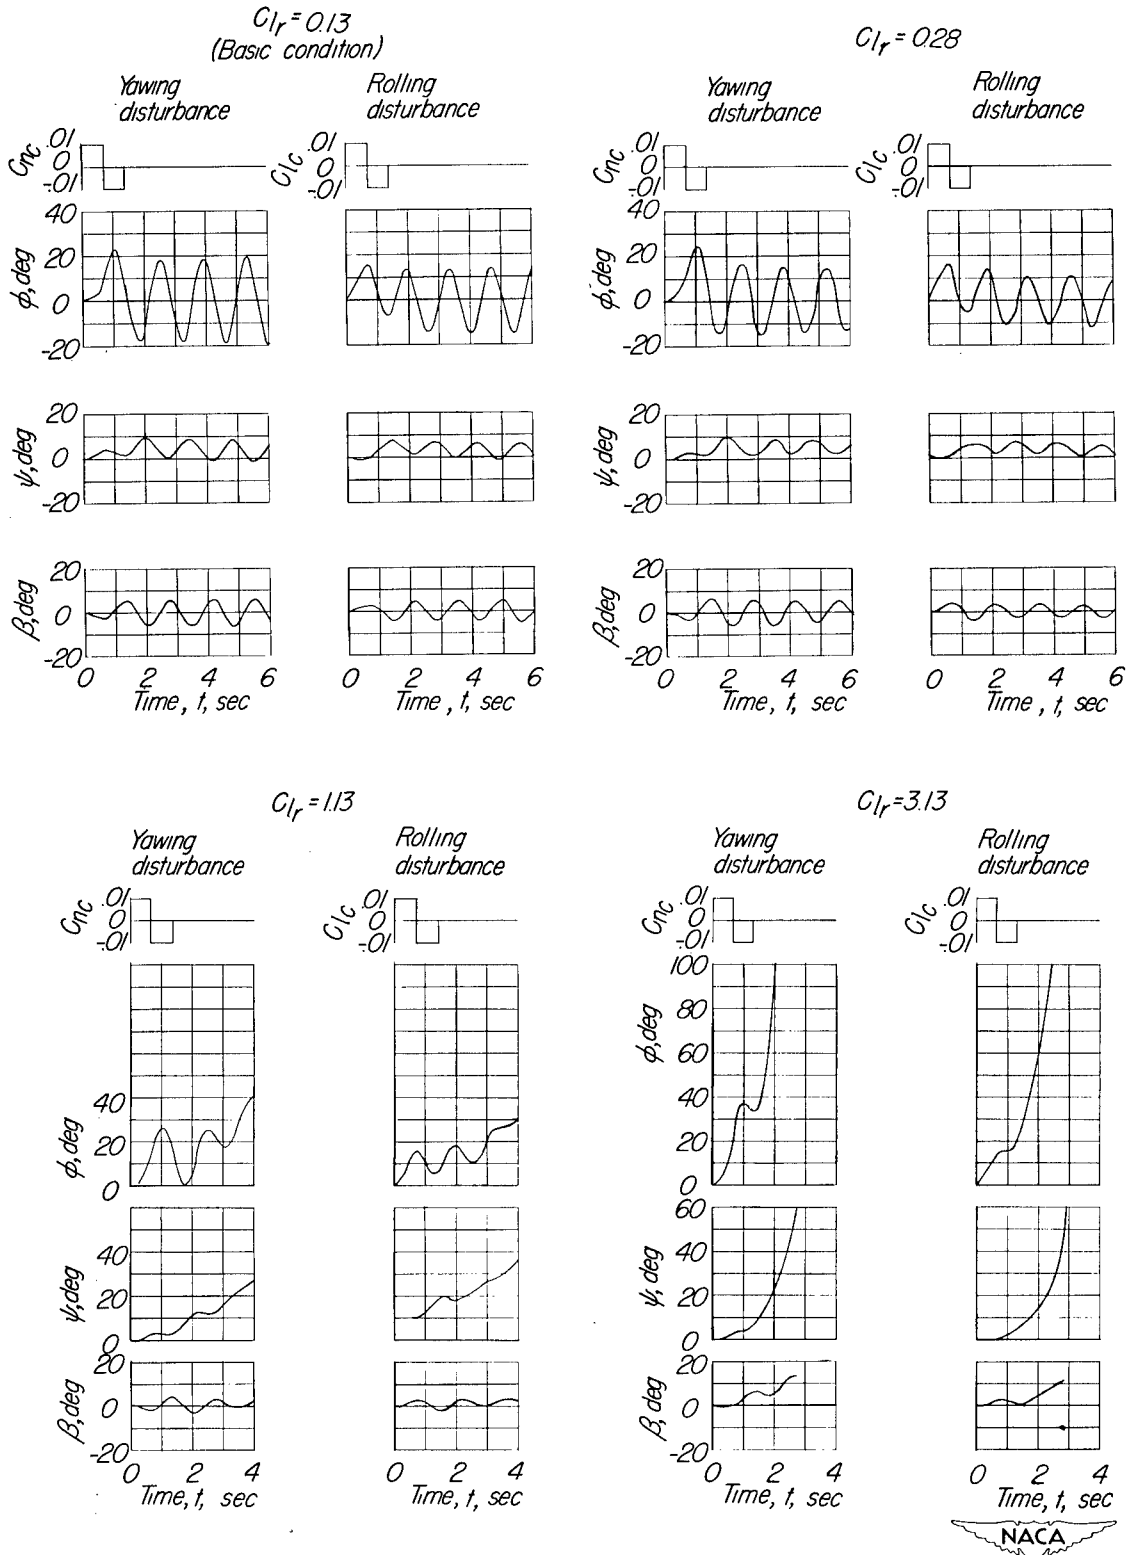 Clr = 0.13
(Basic condition)
Yawing disturbance
Rolling disturbance
Cnc
.01
0
-.01
Clc
.01
0
-.01
φ, deg
40
20
0
-20
ψ, deg
20
0
-20
β, deg
20
0
-20
0 2 4 6
Time, t, sec
0 2 4 6
Time, t, sec
Clr = 0.28
Yawing disturbance
Rolling disturbance
Cnc
.01
0
-.01
Clc
.01
0
-.01
φ, deg
40
20
0
-20
ψ, deg
20
0
-20
β, deg
20
0
-20
0 2 4 6
Time, t, sec
0 2 4 6
Time, t, sec
Clr = 1.13
Yawing disturbance
Rolling disturbance
Cnc
.01
0
-.01
Clc
.01
0
-.01
φ, deg
40
20
0
ψ, deg
40
20
0
β, deg
20
0
-20
0 2 4
Time, t, sec
0 2 4
Time, t, sec
Clr = 3.13
Yawing disturbance
Rolling disturbance
Cnc
.01
0
-.01
Clc
.01
0
-.01
φ, deg
100
80
60
40
20
0
ψ, deg
60
40
20
0
β, deg
20
0
-20
0 2 4
Time, t, sec
0 2 4
Time, t, sec
NACA